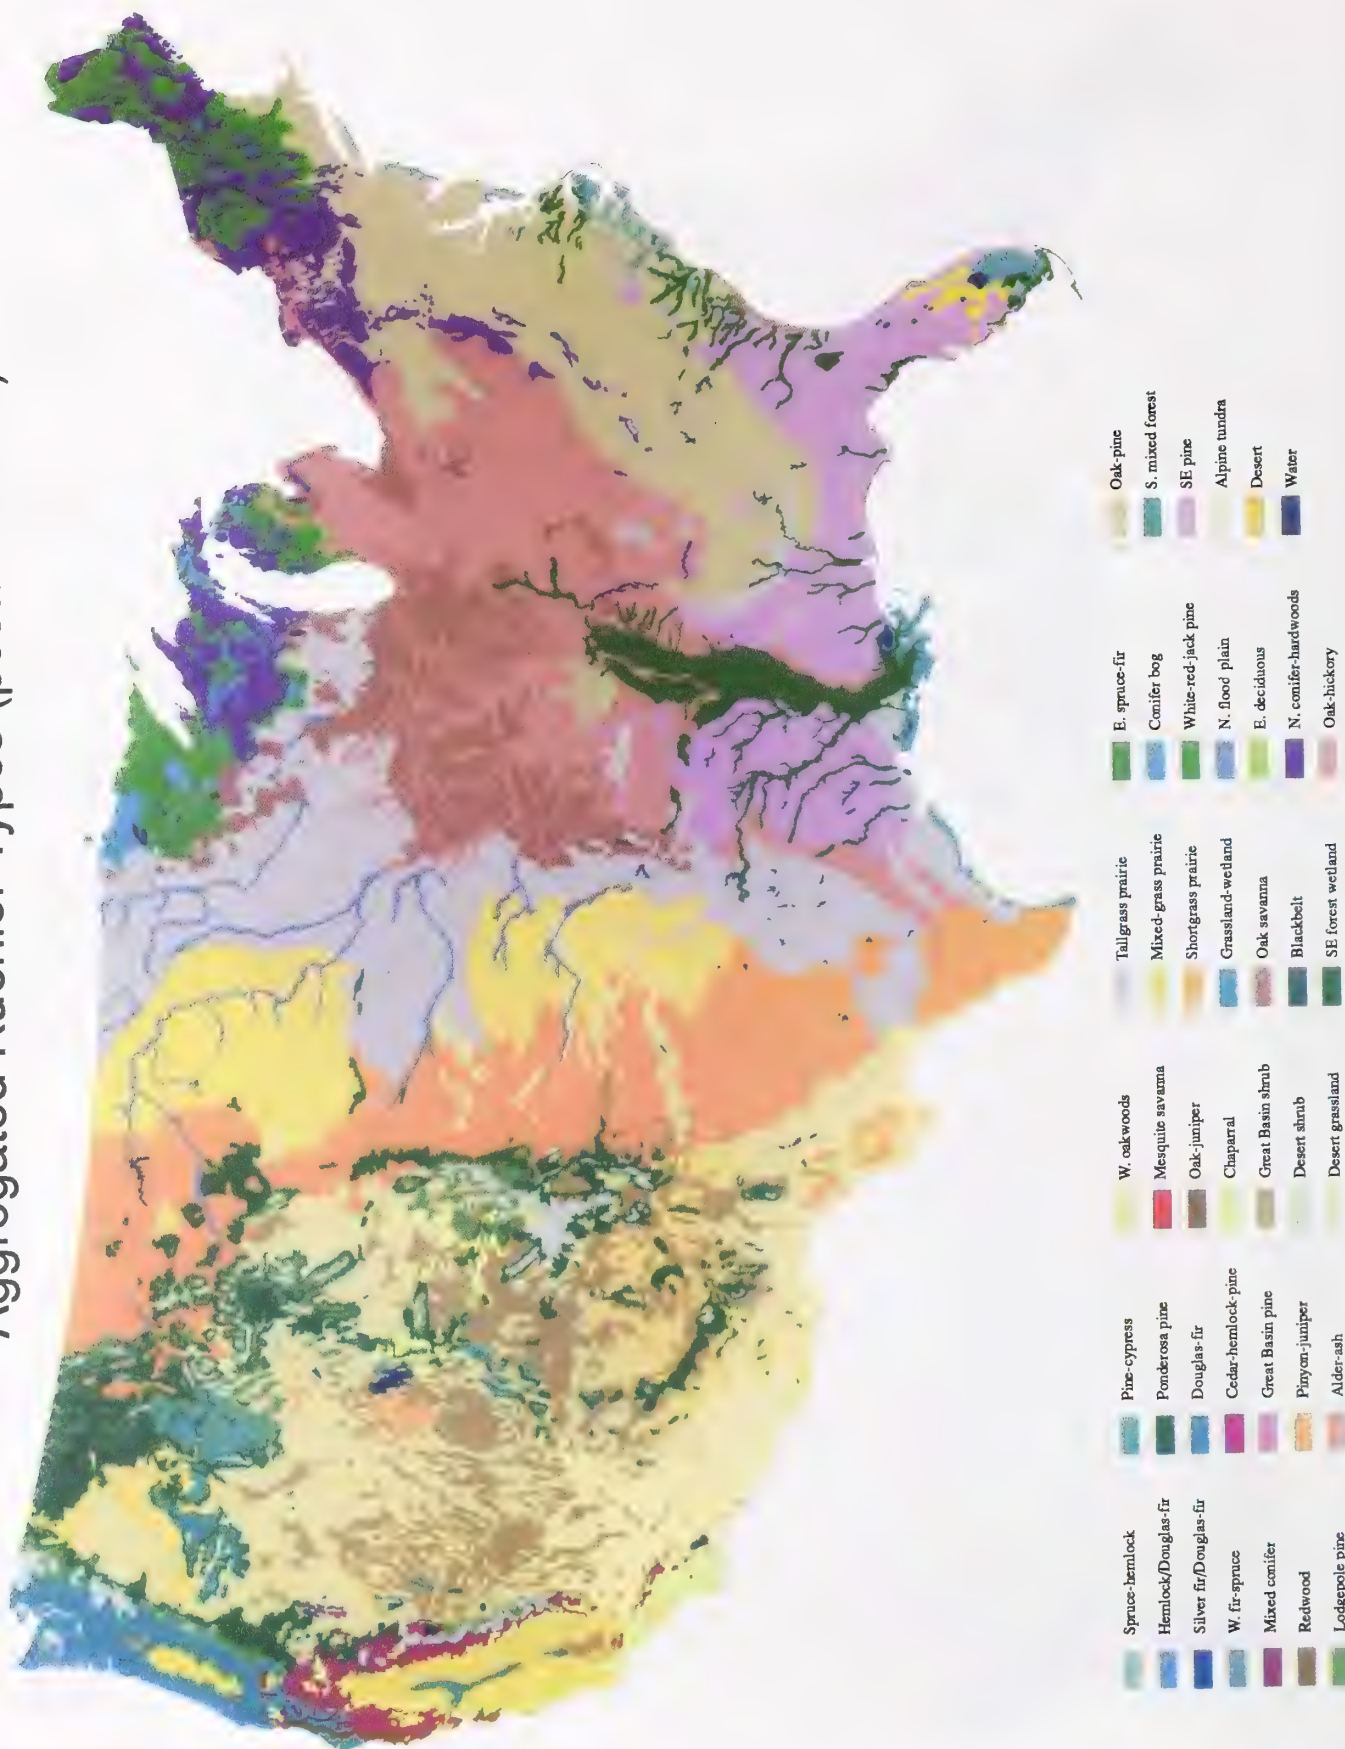 Aggregated Kuchler Types
Spruce-hemlock
Hemlock/Douglas-fir
Silver fir/Douglas-fir
W. fir-spruce
Mixed conifer
Redwood
Lodgepole pine
Pine-cypress
Ponderosa pine
Douglas-fir
Cedar-hemlock-pine
Great Basin pine
Pinyon-juniper
Alder-ash
W. oakwoods
Mesquite savanna
Oak-juniper
Chaparral
Great Basin shrub
Desert shrub
Desert grassland
Tallgrass prairie
Mixed-grass prairie
Shortgrass prairie
Grassland-wetland
Oak savanna
Blackbelt
SE forest wetland
E. spruce-fir
Conifer bog
White-red-jack pine
N. flood plain
E. deciduous
N. conifer-hardwoods
Oak-hickory
Oak-pine
S. mixed forest
SE pine
Alpine tundra
Desert
Water